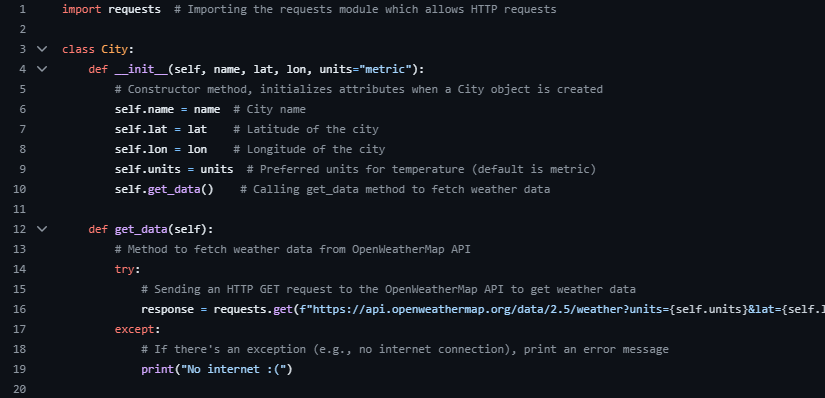 1 import requests  # Importing the requests module which allows HTTP requests
2
3 class City:
4     def __init__(self, name, lat, lon, units="metric"):
5         # Constructor method, initializes attributes when a City object is created
6         self.name = name  # City name
7         self.lat = lat    # Latitude of the city
8         self.lon = lon    # Longitude of the city
9         self.units = units  # Preferred units for temperature (default is metric)
10         self.get_data()    # Calling get_data method to fetch weather data
11
12     def get_data(self):
13         # Method to fetch weather data from OpenWeatherMap API
14         try:
15             # Sending an HTTP GET request to the OpenWeatherMap API to get weather data
16             response = requests.get(f"https://api.openweathermap.org/data/2.5/weather?units={self.units}&lat={self.l
17         except:
18             # If there's an exception (e.g., no internet connection), print an error message
19             print("No internet :(")
20